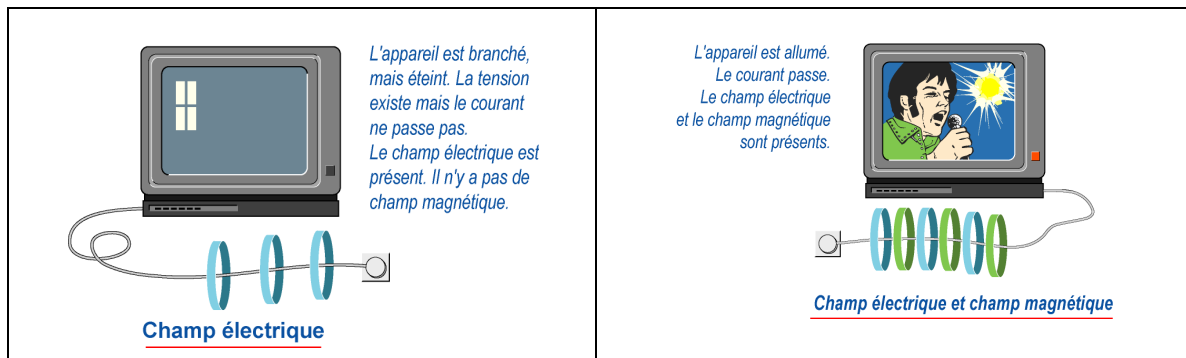 L'appareil est branché,
mais éteint. La tension
existe mais le courant
ne passe pas.
Le champ électrique est
présent. Il n'y a pas de
champ magnétique.
Champ électrique
L'appareil est allumé.
Le courant passe.
Le champ électrique
et le champ magnétique
sont présents.
Champ électrique et champ magnétique